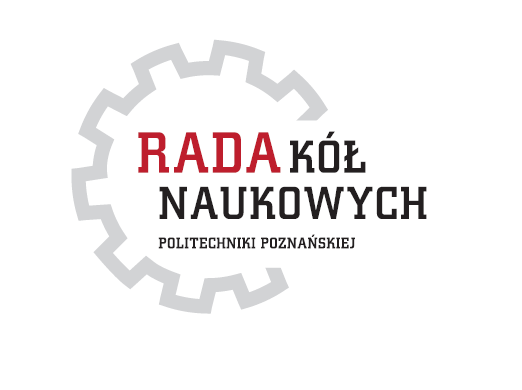 RADA KÓŁ
NAUKOWYCH
POLITECHNIKI POZNAŃSKIEJ